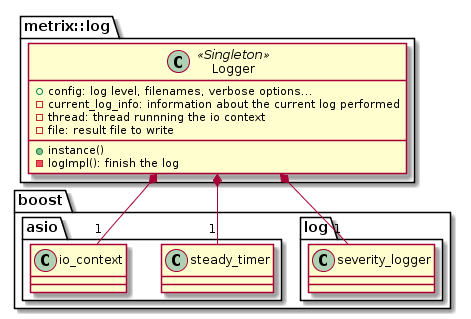 metrix::log
C «Singleton»
Logger
config: log level, filenames, verbose options...
current_log_info: information about the current log performed
thread: thread runnning the io context
file: result file to write
instance()
logImpl(): finish the log
boost
asio
log
1
1
1
C io_context
C steady_timer
C severity_logger